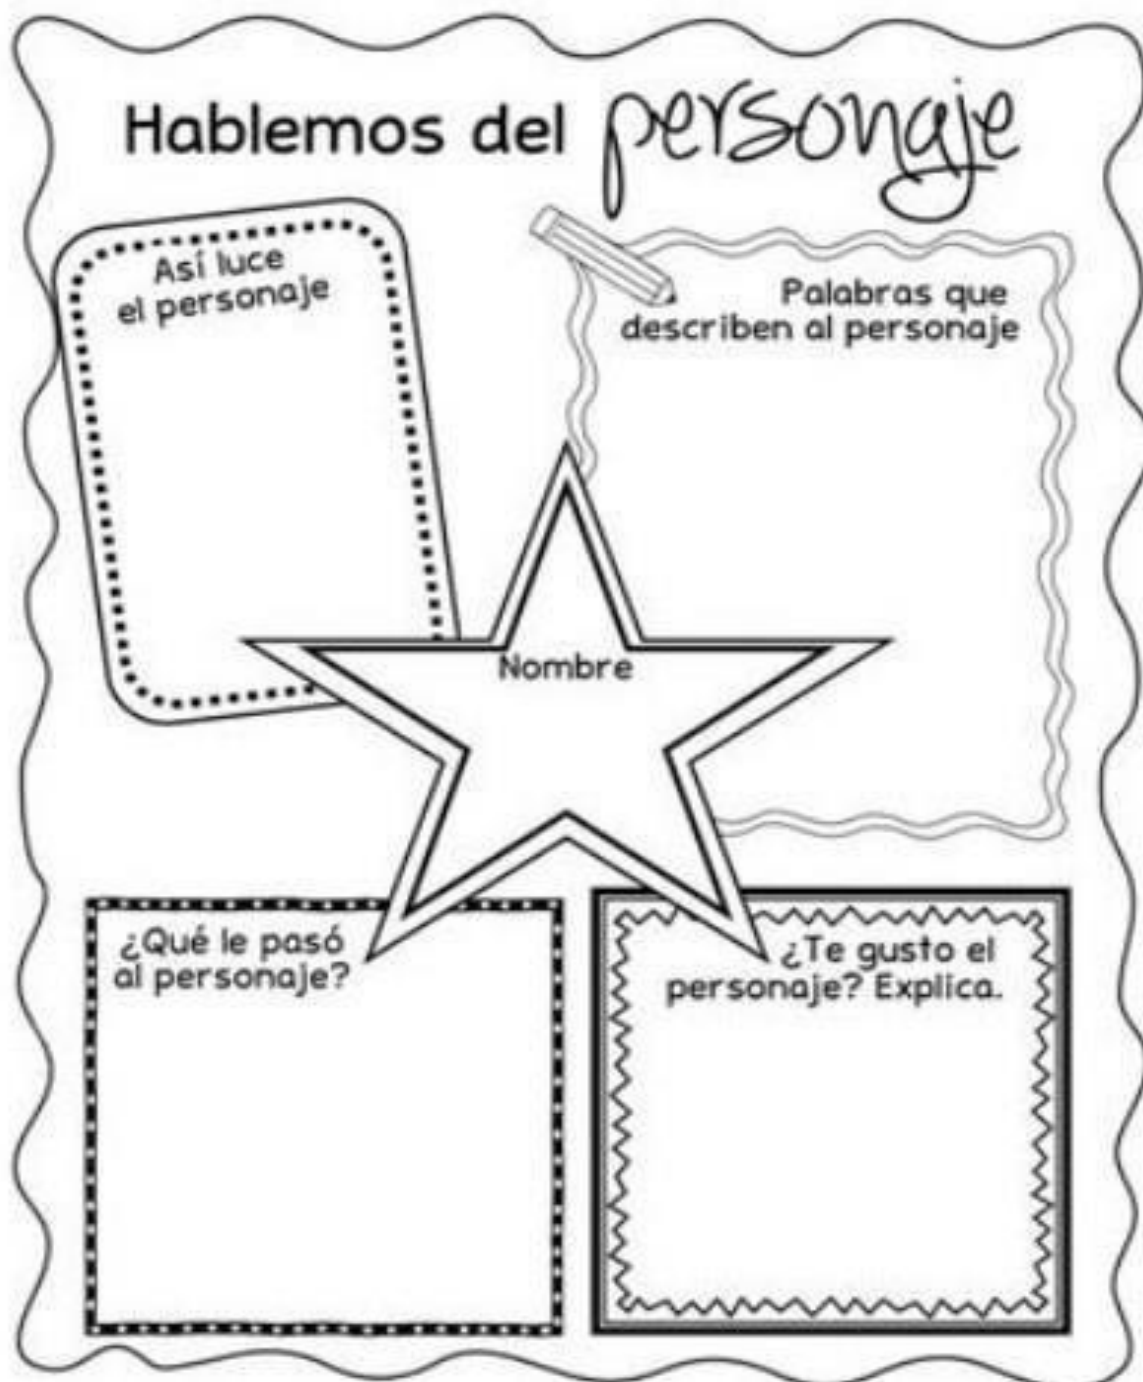 Hablemos del personaje
Así luce
el personaje
Palabras que
describen al personaje
Nombre
¿Qué le pasó
al personaje?
¿Te gusto el
personaje? Explica.